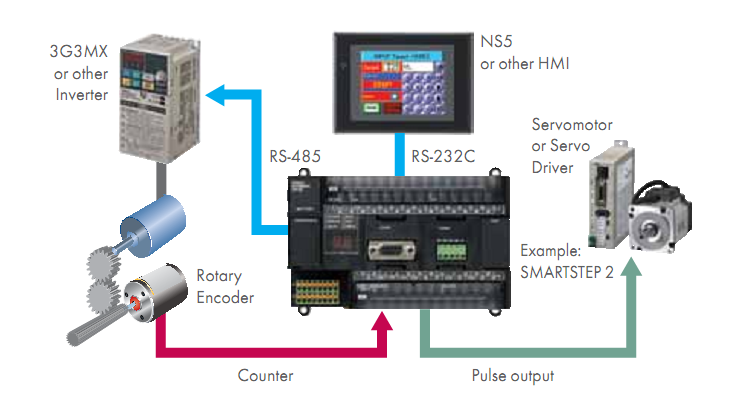 3G3MX
or other
Inverter
NS5
or other HMI
Servomotor
or Servo
Driver
RS-485
RS-232C
Example:
SMARTSTEP 2
Rotary
Encoder
Counter
Pulse output